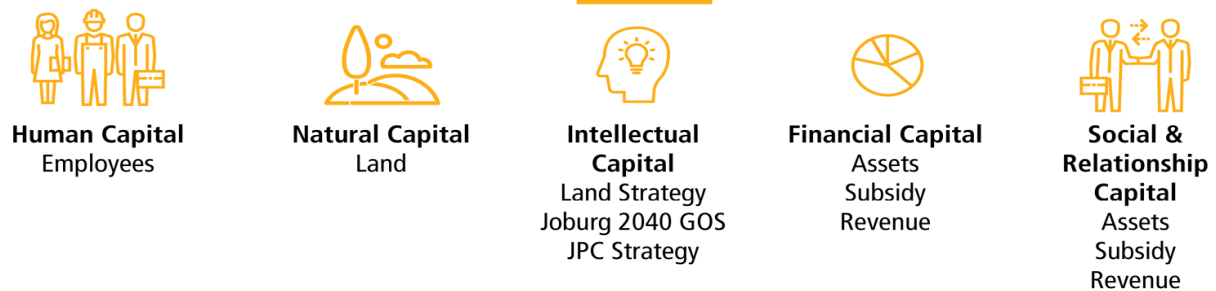 Human Capital
Employees
Natural Capital
Land
Intellectual
Capital
Land Strategy
Joburg 2040 GOS
JPC Strategy
Financial Capital
Assets
Subsidy
Revenue
Social &
Relationship
Capital
Assets
Subsidy
Revenue